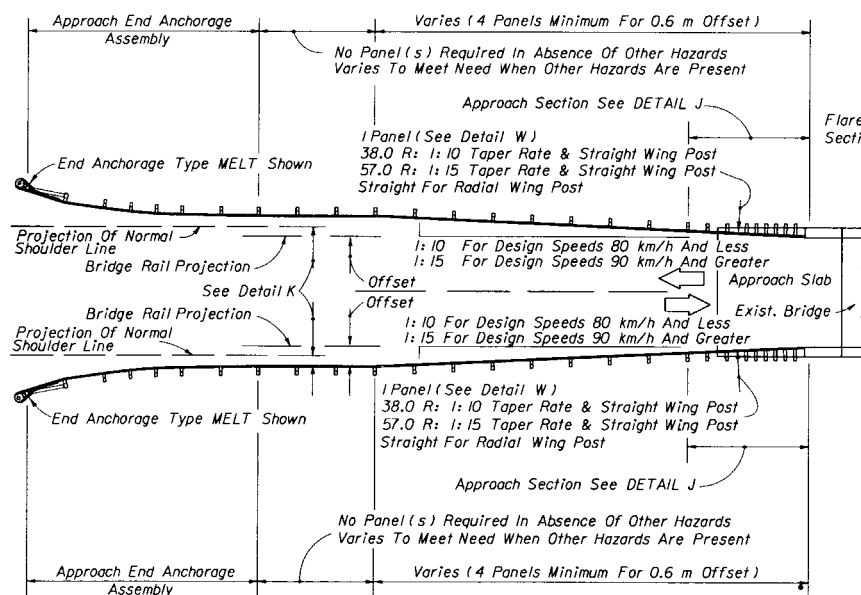 Approach End Anchorage
Assembly
Varies (4 Panels Minimum For 0.6 m Offset)
No Panel(s) Required In Absence Of Other Hazards
Varies To Meet Need When Other Hazards Are Present
Approach Section See DETAIL J
Flare
Secti
1 Panel (See Detail W)
38.0 R: 1:10 Taper Rate & Straight Wing Post
57.0 R: 1:15 Taper Rate & Straight Wing Post
Straight For Radial Wing Post
End Anchorage Type MELT Shown
Projection Of Normal
Shoulder Line
Bridge Rail Projection
1:10 For Design Speeds 80 km/h And Less
1:15 For Design Speeds 90 km/h And Greater
Offset
Approach Slab
See Detail K
Offset
Bridge Rail Projection
Exist. Bridge
Projection Of Normal
Shoulder Line
1:10 For Design Speeds 80 km/h And Less
1:15 For Design Speeds 90 km/h And Greater
1 Panel (See Detail W)
38.0 R: 1:10 Taper Rate & Straight Wing Post
57.0 R: 1:15 Taper Rate & Straight Wing Post
Straight For Radial Wing Post
End Anchorage Type MELT Shown
Approach Section See DETAIL J
No Panel(s) Required In Absence Of Other Hazards
Varies To Meet Need When Other Hazards Are Present
Approach End Anchorage
Assembly
Varies (4 Panels Minimum For 0.6 m Offset)